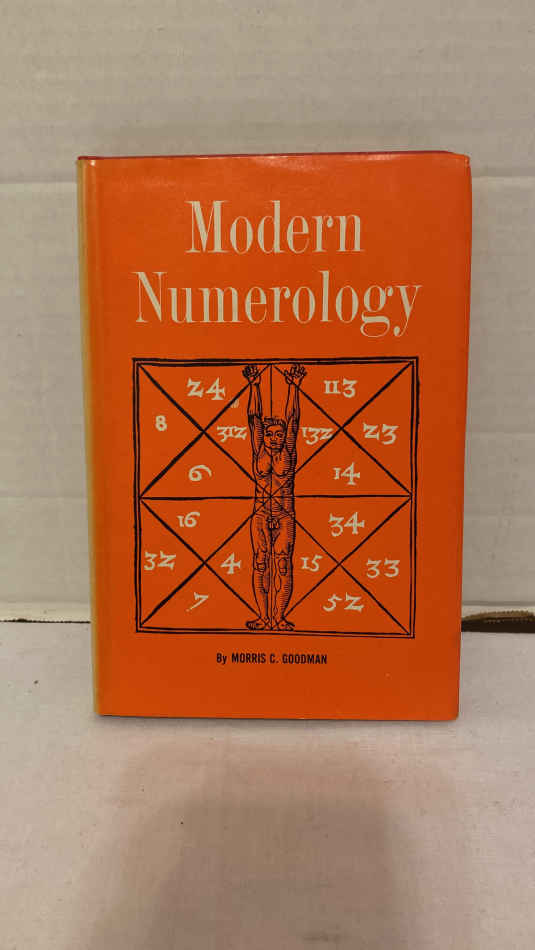 Modern
Numerology
24 113
8 312 132 23
6 14
16 34
32 4 15 33
7 52
By MORRIS C. GOODMAN